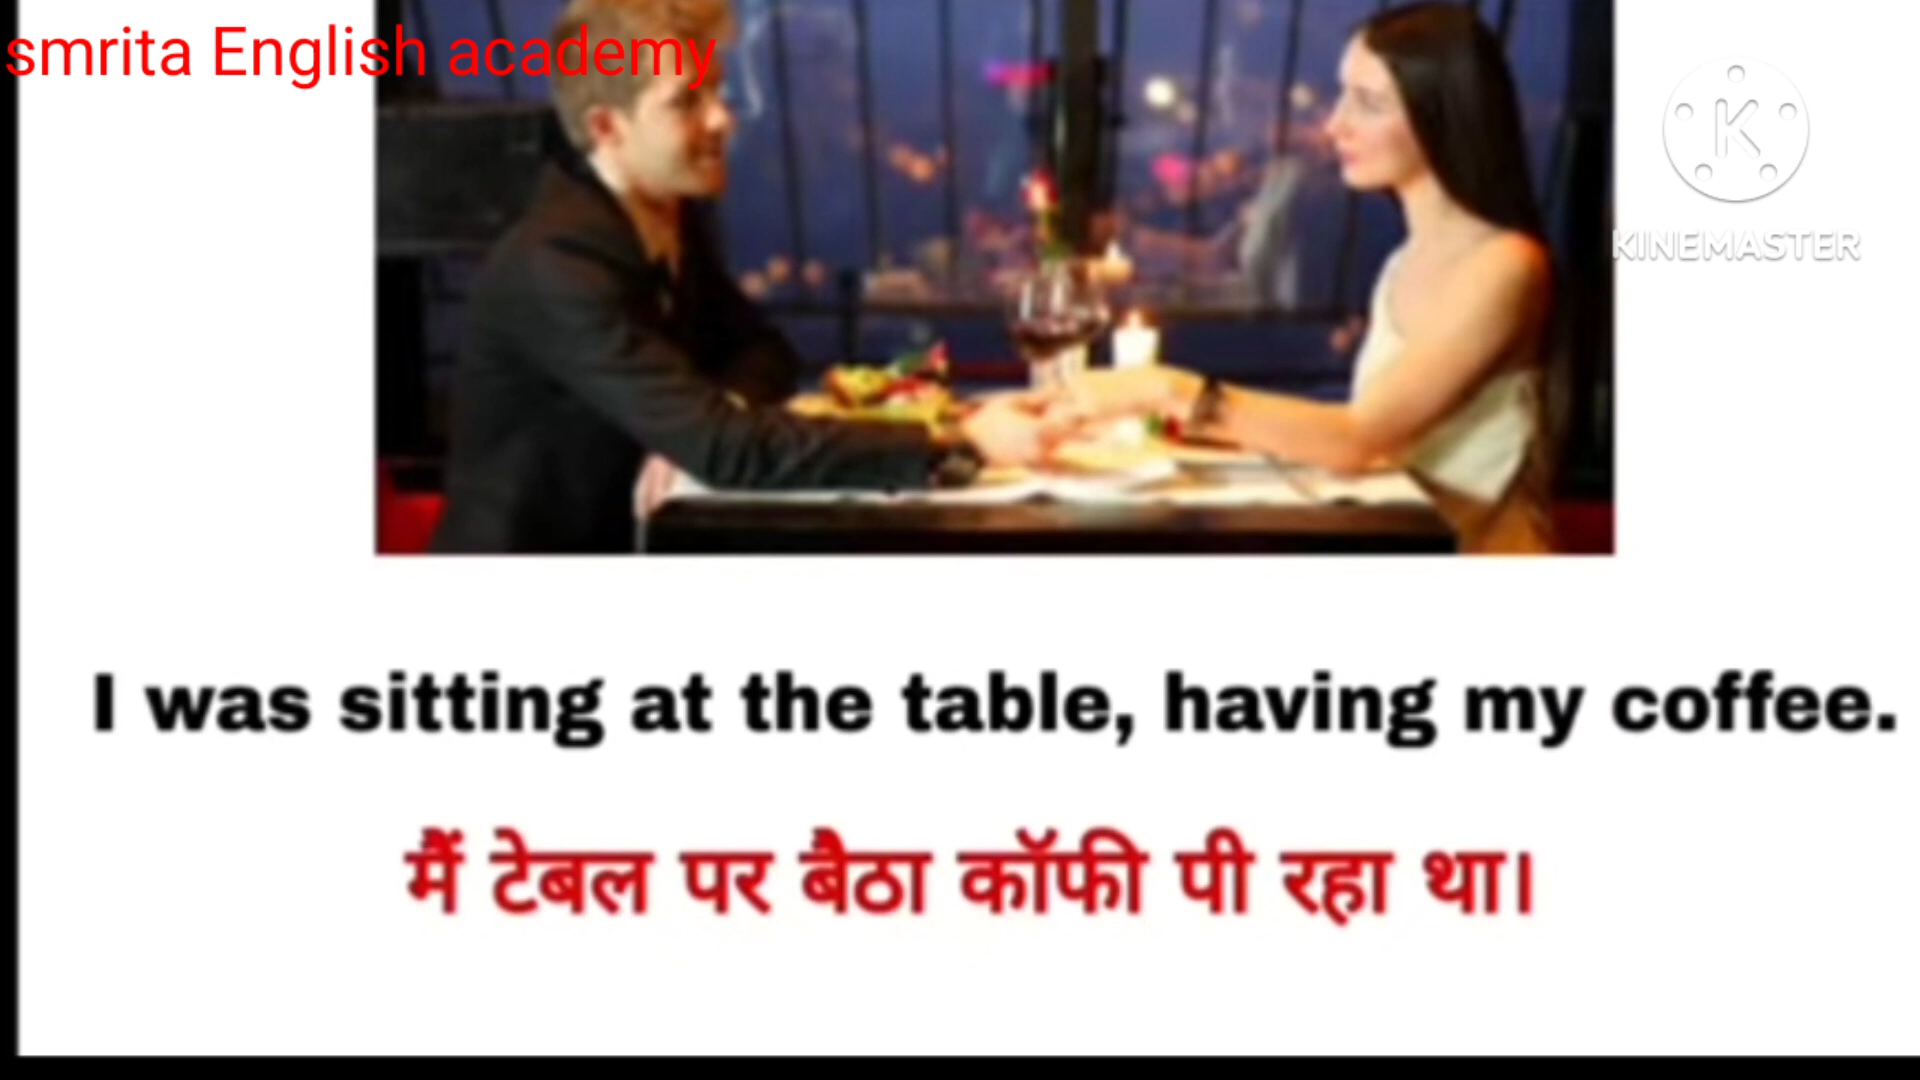 smrita English academy
KINEMASTER
I was sitting at the table, having my coffee.
मैं टेबल पर बैठा कॉफी पी रहा था।